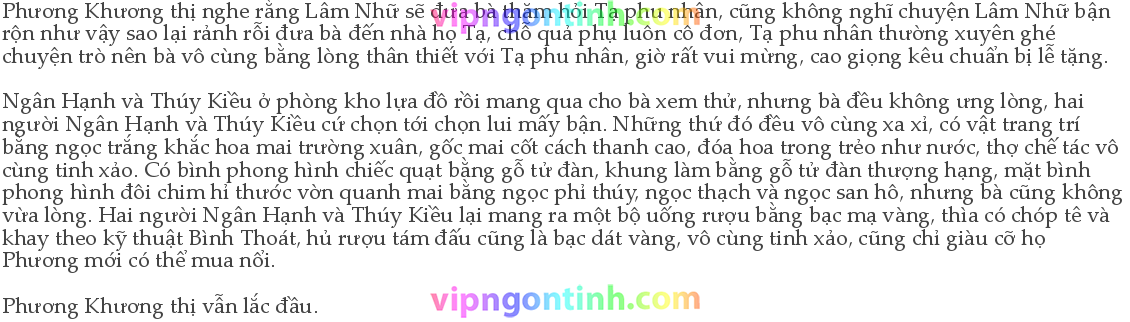 Phương Khương thị nghe rằng Lâm Nhữ sẽ đưa bà thăm hỏi Tạ phu nhân, cũng không nghĩ chuyện Lâm Nhữ bận
vipngontinh.com
rộn như vậy sao lại rảnh rỗi đưa bà đến nhà họ Tạ, chỗ quả phụ luôn cô đơn, Tạ phu nhân thường xuyên ghé
chuyện trò nên bà vô cùng bằng lòng thân thiết với Tạ phu nhân, giờ rất vui mừng, cao giọng kêu chuẩn bị lễ tặng.
Ngân Hạnh và Thúy Kiều ở phòng kho lựa đồ rồi mang qua cho bà xem thử, nhưng bà đều không ưng lòng, hai
người Ngân Hạnh và Thúy Kiều cứ chọn tới chọn lui mấy bận. Những thứ đó đều vô cùng xa xỉ, có vật trang trí
bằng ngọc trắng khắc hoa mai trường xuân, gốc mai cốt cách thanh cao, đóa hoa trong trẻo như nước, thợ chế tác vô
cùng tinh xảo. Có bình phong hình chiếc quạt bằng gỗ tử đàn, khung làm bằng gỗ tử đàn thượng hạng, mặt bình
phong hình đôi chim hỉ thước vờn quanh mai bằng ngọc phỉ thúy, ngọc thạch và ngọc san hô, nhưng bà cũng không
vừa lòng. Hai người Ngân Hạnh và Thúy Kiều lại mang ra một bộ uống rượu bằng bạc mạ vàng, thìa có chóp tê và
khay theo kỹ thuật Bình Thoát, hủ rượu tám đấu cũng là bạc dát vàng, vô cùng tinh xảo, cũng chỉ giàu cỡ họ
Phương mới có thể mua nổi.
Phương Khương thị vẫn lắc đầu.
vipngontinh.com